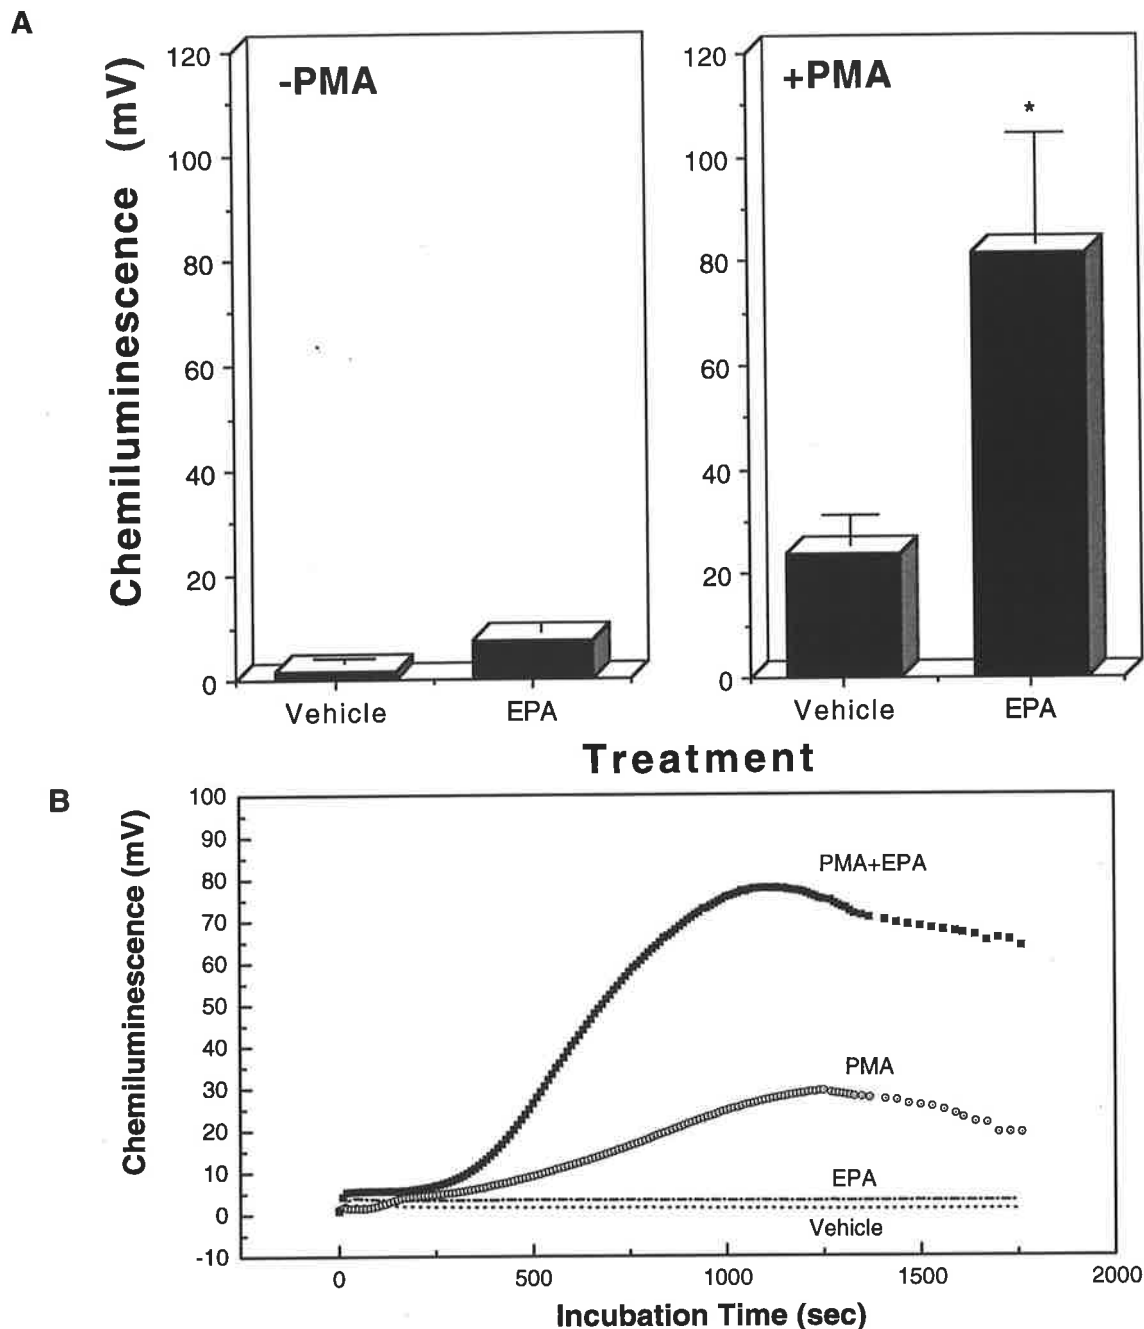 A
Chemiluminescence (mV)
-PMA
120
100
80
60
40
20
0
Vehicle EPA
+PMA
*
120
100
80
60
40
20
0
Vehicle EPA
Treatment
B
Chemiluminescence (mV)
100
90
80
70
60
50
40
30
20
10
0
-10
PMA+EPA
PMA
EPA
Vehicle
0 500 1000 1500 2000
Incubation Time (sec)